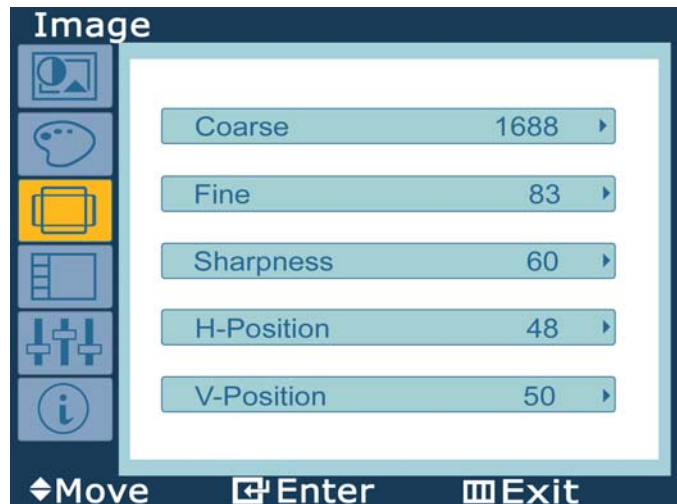 Image
Coarse 1688
Fine 83
Sharpness 60
H-Position 48
V-Position 50
Move Enter Exit